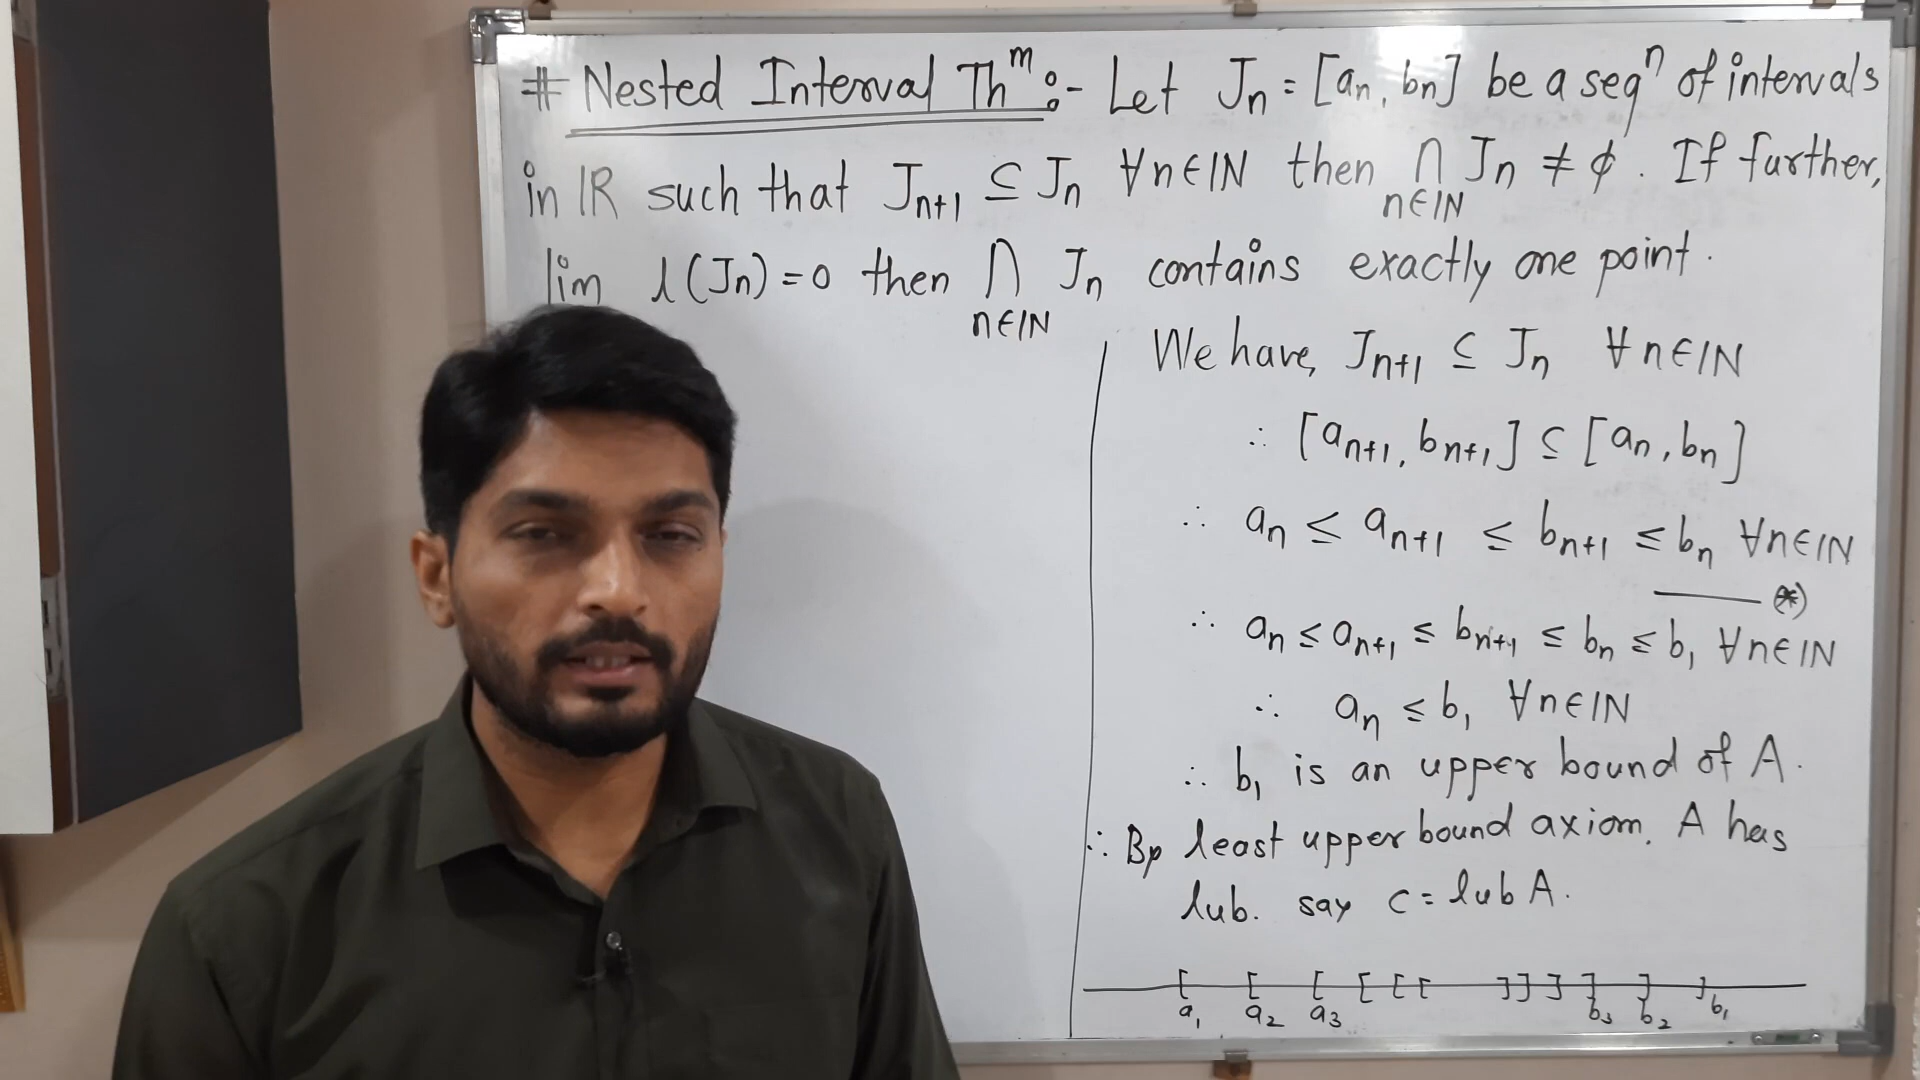 # Nested Interval Thᵐ :- Let Jₙ = [aₙ, bₙ] be a seqⁿ of intervals
in IR such that Jₙ₊₁ ⊆ Jₙ ∀n∈IN then ∩ Jₙ ≠ ϕ. If further,
n∈IN
lim l(Jₙ) = 0 then ∩ Jₙ contains exactly one point.
n∈IN
We have, Jₙ₊₁ ⊆ Jₙ ∀n∈IN
∴ [aₙ₊₁, bₙ₊₁] ⊆ [aₙ, bₙ]
∴ aₙ ≤ aₙ₊₁ ≤ bₙ₊₁ ≤ bₙ ∀n∈IN
—— (*)
∴ aₙ ≤ aₙ₊₁ ≤ bₙ₊₁ ≤ bₙ ≤ b₁ ∀n∈IN
∴ aₙ ≤ b₁ ∀n∈IN
∴ b₁ is an upper bound of A.
∴ By least upper bound axiom, A has
lub. say c = lub A.
[ [ [ [ [ [ ] ] ] ] ] ]
a₁ a₂ a₃ b₃ b₂ b₁